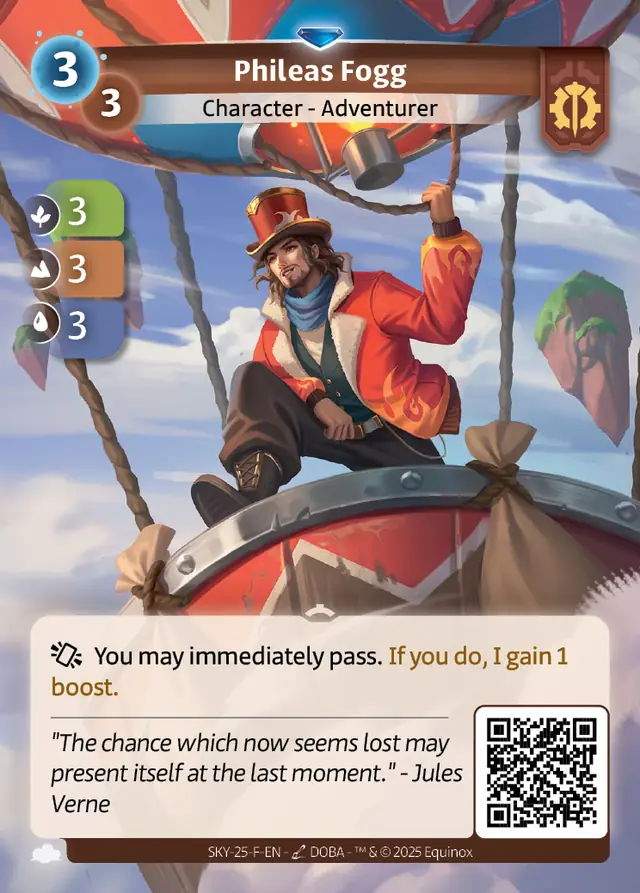 3
Phileas Fogg
3
Character - Adventurer
3
3
3
You may immediately pass. If you do, I gain 1
boost.
"The chance which now seems lost may
present itself at the last moment." - Jules
Verne
SKY-25-F-EN - DOBA - ™ & © 2025 Equinox